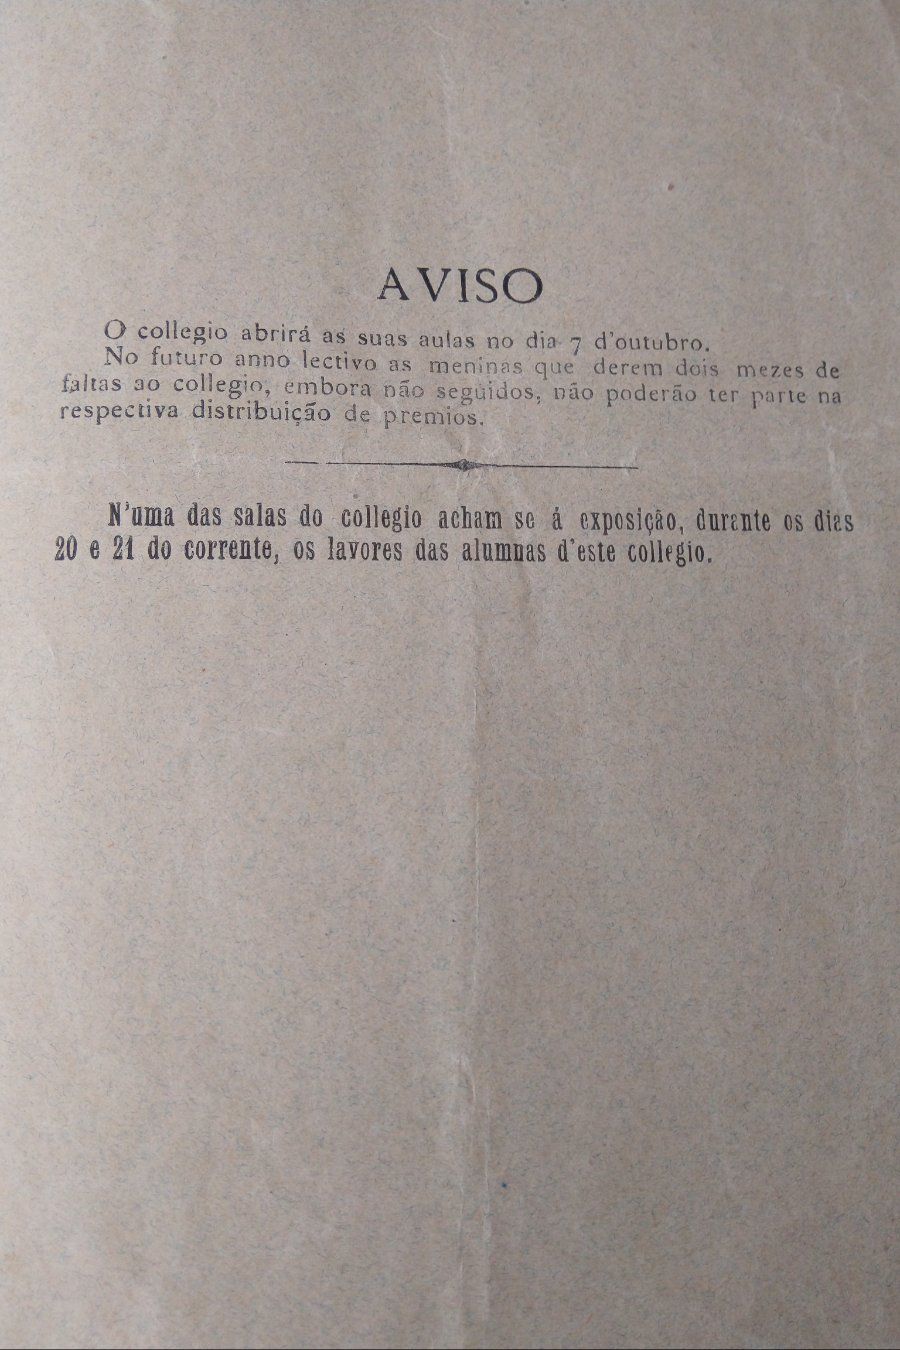 AVISO
O collegio abrirá as suas aulas no dia 7 d'outubro.
No futuro anno lectivo as meninas que derem dois mezes de
faltas ao collegio, embora não seguidos, não poderão ter parte na
respectiva distribuição de premios.
N'uma das salas do collegio acham se á exposição, durante os dias
20 e 21 do corrente, os lavores das alumnas d'este collegio.